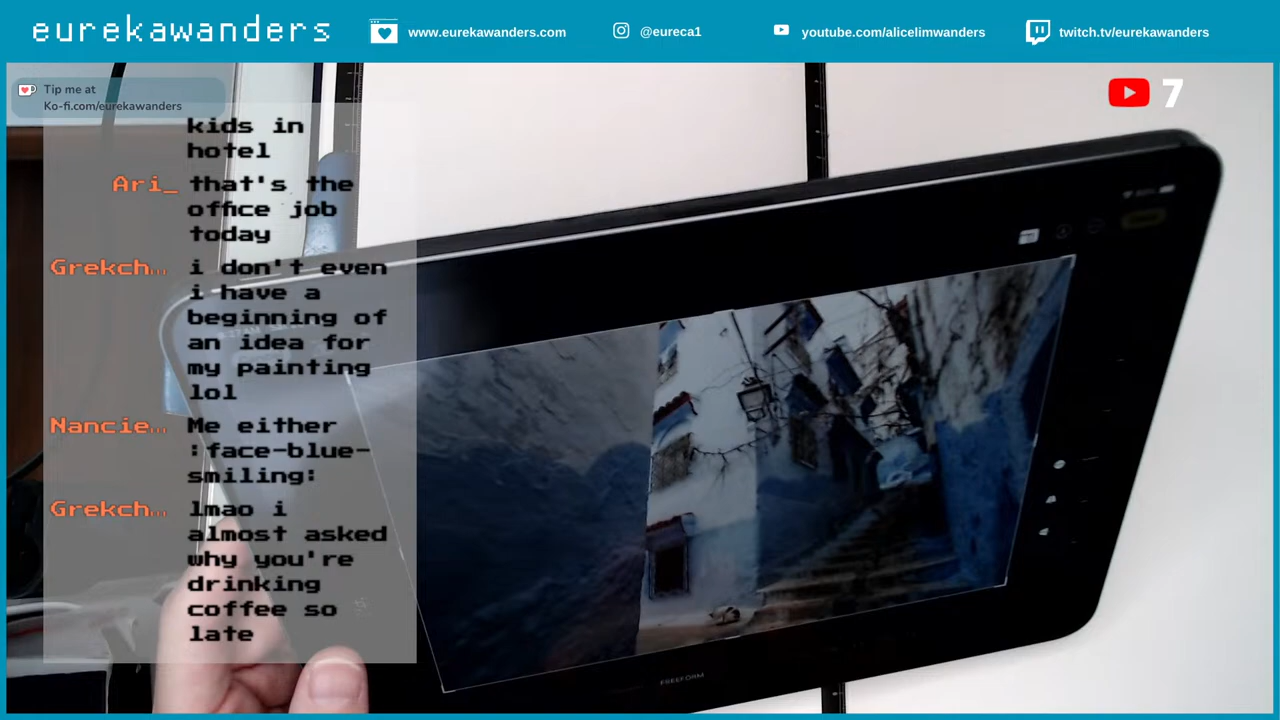 eurekawanders
www.eurekawanders.com
@eureca1
youtube.com/alicelimwanders
twitch.tv/eurekawanders
Tip me at
Ko-fi.com/eurekawanders
7
kids in
hotel
Ari_ that's the
office job
today
Grekch... i don't even
i have a
beginning of
an idea for
my painting
lol
Nancie... Me either
:face-blue-
smiling:
Grekch... lmao i
almost asked
why you're
drinking
coffee so
late
FREEFORM